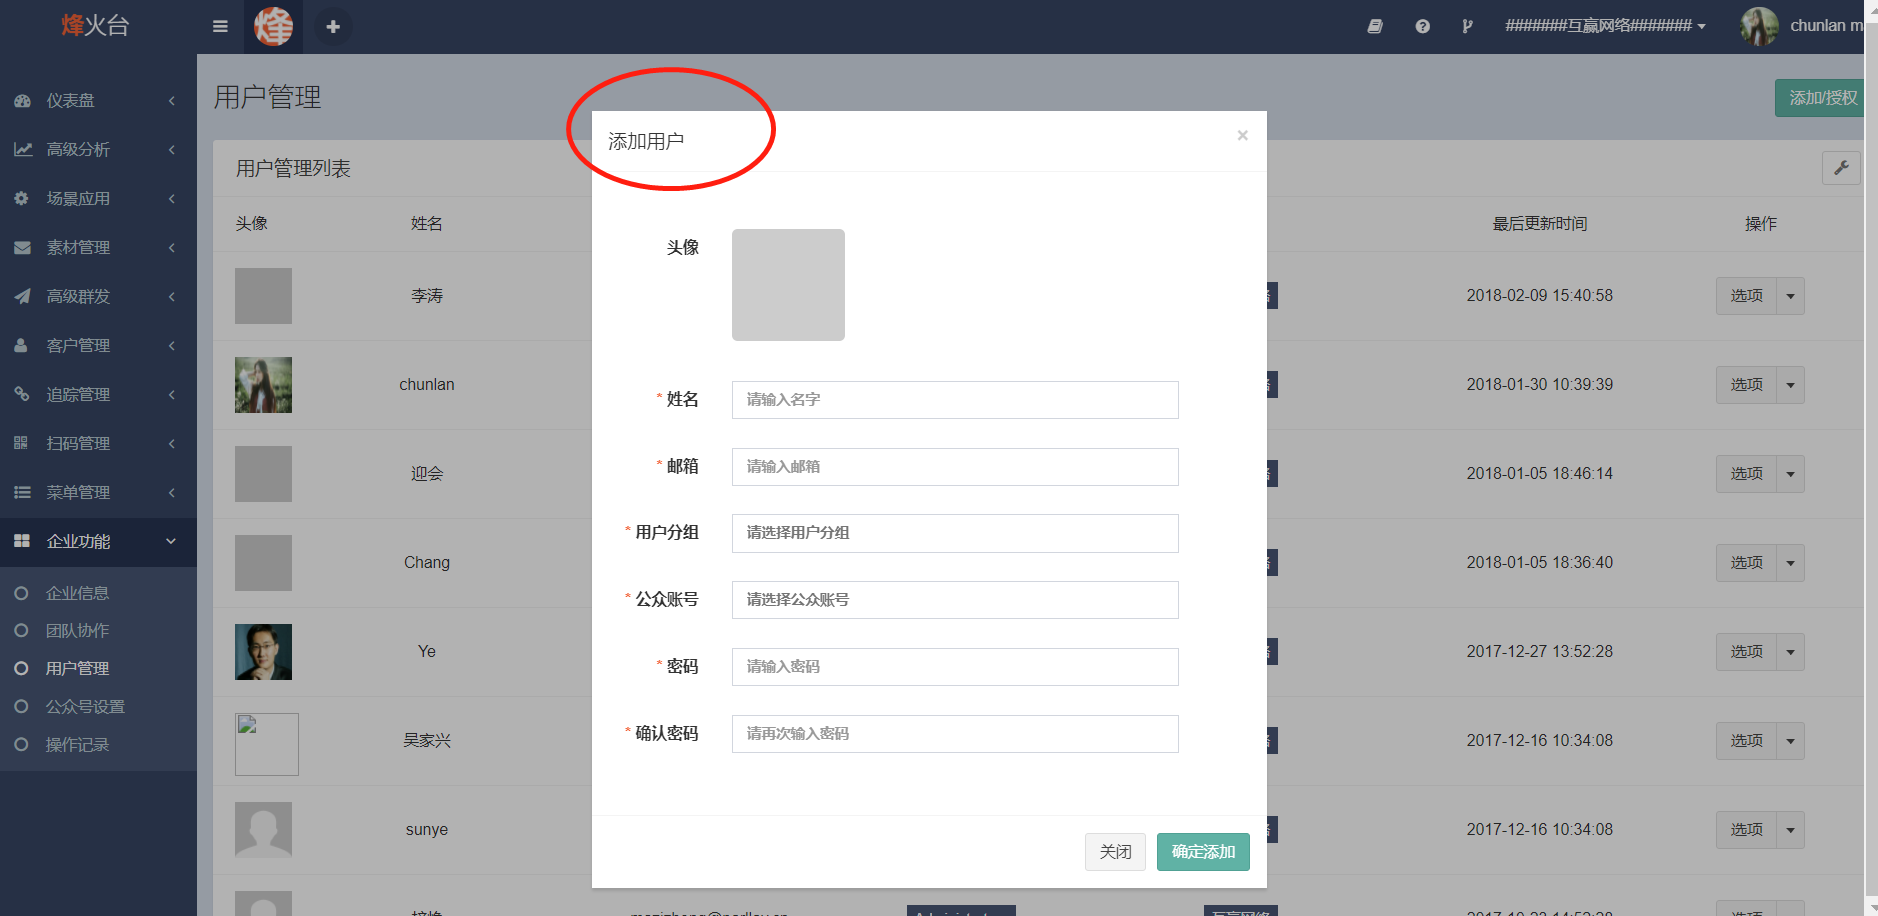 烽火台
#######互赢网络#######
chunlan m
仪表盘
高级分析
场景应用
素材管理
高级群发
客户管理
追踪管理
扫码管理
菜单管理
企业功能
企业信息
团队协作
用户管理
公众号设置
操作记录
用户管理
添加/授权
用户管理列表
头像 姓名 最后更新时间 操作
李涛 2018-02-09 15:40:58 选项
chunlan 2018-01-30 10:39:39 选项
迎会 2018-01-05 18:46:14 选项
Chang 2018-01-05 18:36:40 选项
Ye 2017-12-27 13:52:28 选项
吴家兴 2017-12-16 10:34:08 选项
sunye 2017-12-16 10:34:08 选项
添加用户
×
头像
* 姓名 请输入名字
* 邮箱 请输入邮箱
* 用户分组 请选择用户分组
* 公众账号 请选择公众账号
* 密码 请输入密码
* 确认密码 请再次输入密码
关闭 确定添加
互赢网络